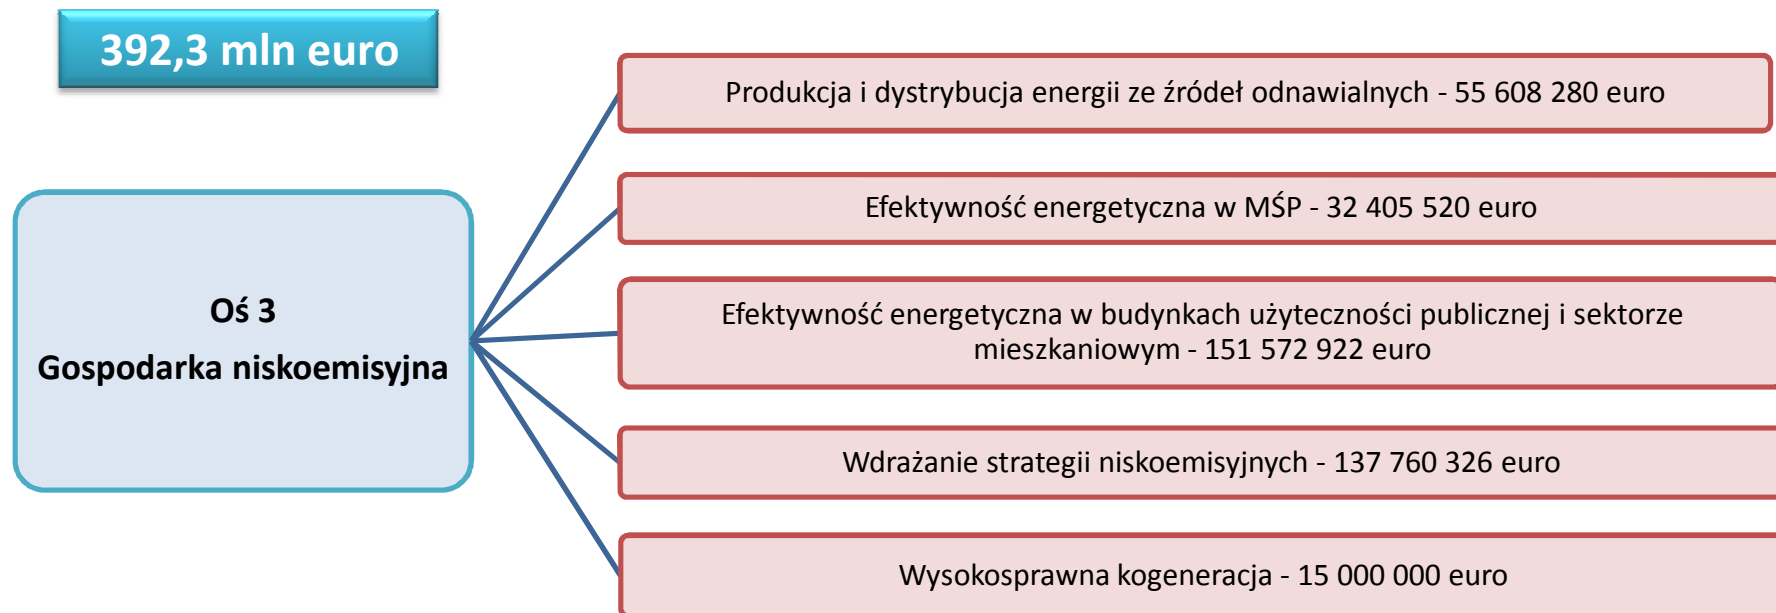 392,3 mln euro
Produkcja i dystrybucja energii ze źródeł odnawialnych - 55 608 280 euro
Efektywność energetyczna w MŚP - 32 405 520 euro
Oś 3
Gospodarka niskoemisyjna
Efektywność energetyczna w budynkach użyteczności publicznej i sektorze
mieszkaniowym - 151 572 922 euro
Wdrażanie strategii niskoemisyjnych - 137 760 326 euro
Wysokosprawna kogeneracja - 15 000 000 euro